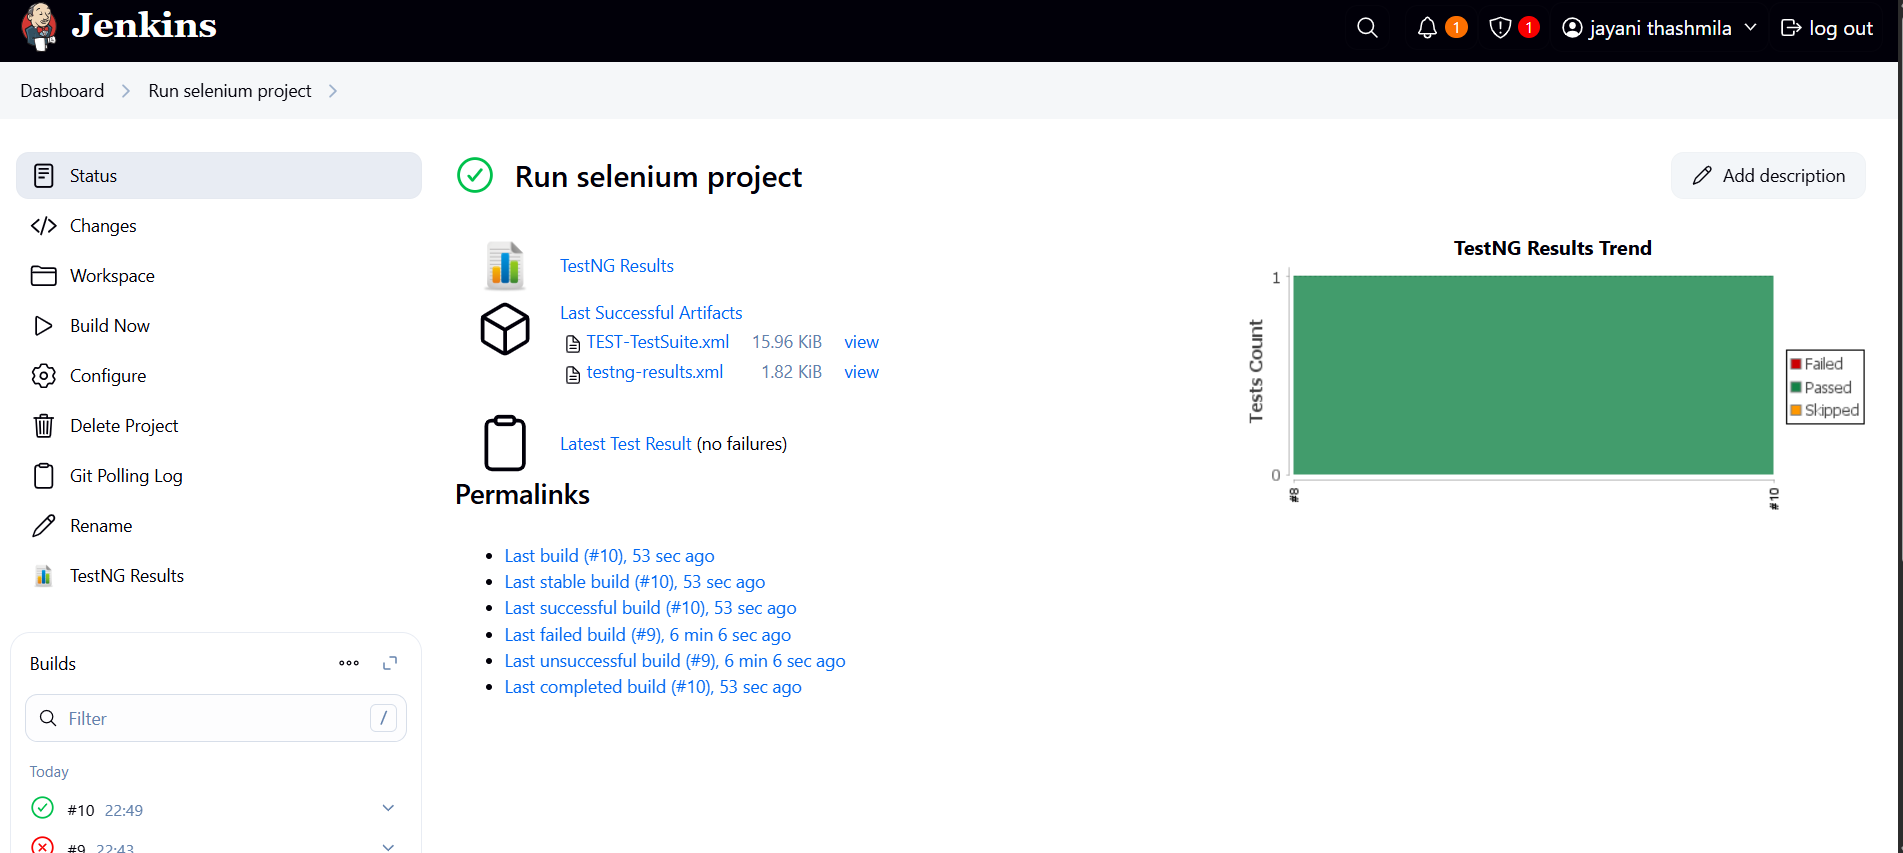 Jenkins
1
1
jayani thashmila
log out
Dashboard
Run selenium project
Status
Changes
Workspace
Build Now
Configure
Delete Project
Git Polling Log
Rename
TestNG Results
Builds
Filter
/
Today
#10 22:49
#9 22:43
Run selenium project
Add description
TestNG Results
Last Successful Artifacts
TEST-TestSuite.xml 15.96 KiB view
testng-results.xml 1.82 KiB view
Latest Test Result (no failures)
Permalinks
Last build (#10), 53 sec ago
Last stable build (#10), 53 sec ago
Last successful build (#10), 53 sec ago
Last failed build (#9), 6 min 6 sec ago
Last unsuccessful build (#9), 6 min 6 sec ago
Last completed build (#10), 53 sec ago
TestNG Results Trend
Tests Count
1
0
#8
#10
Failed
Passed
Skipped